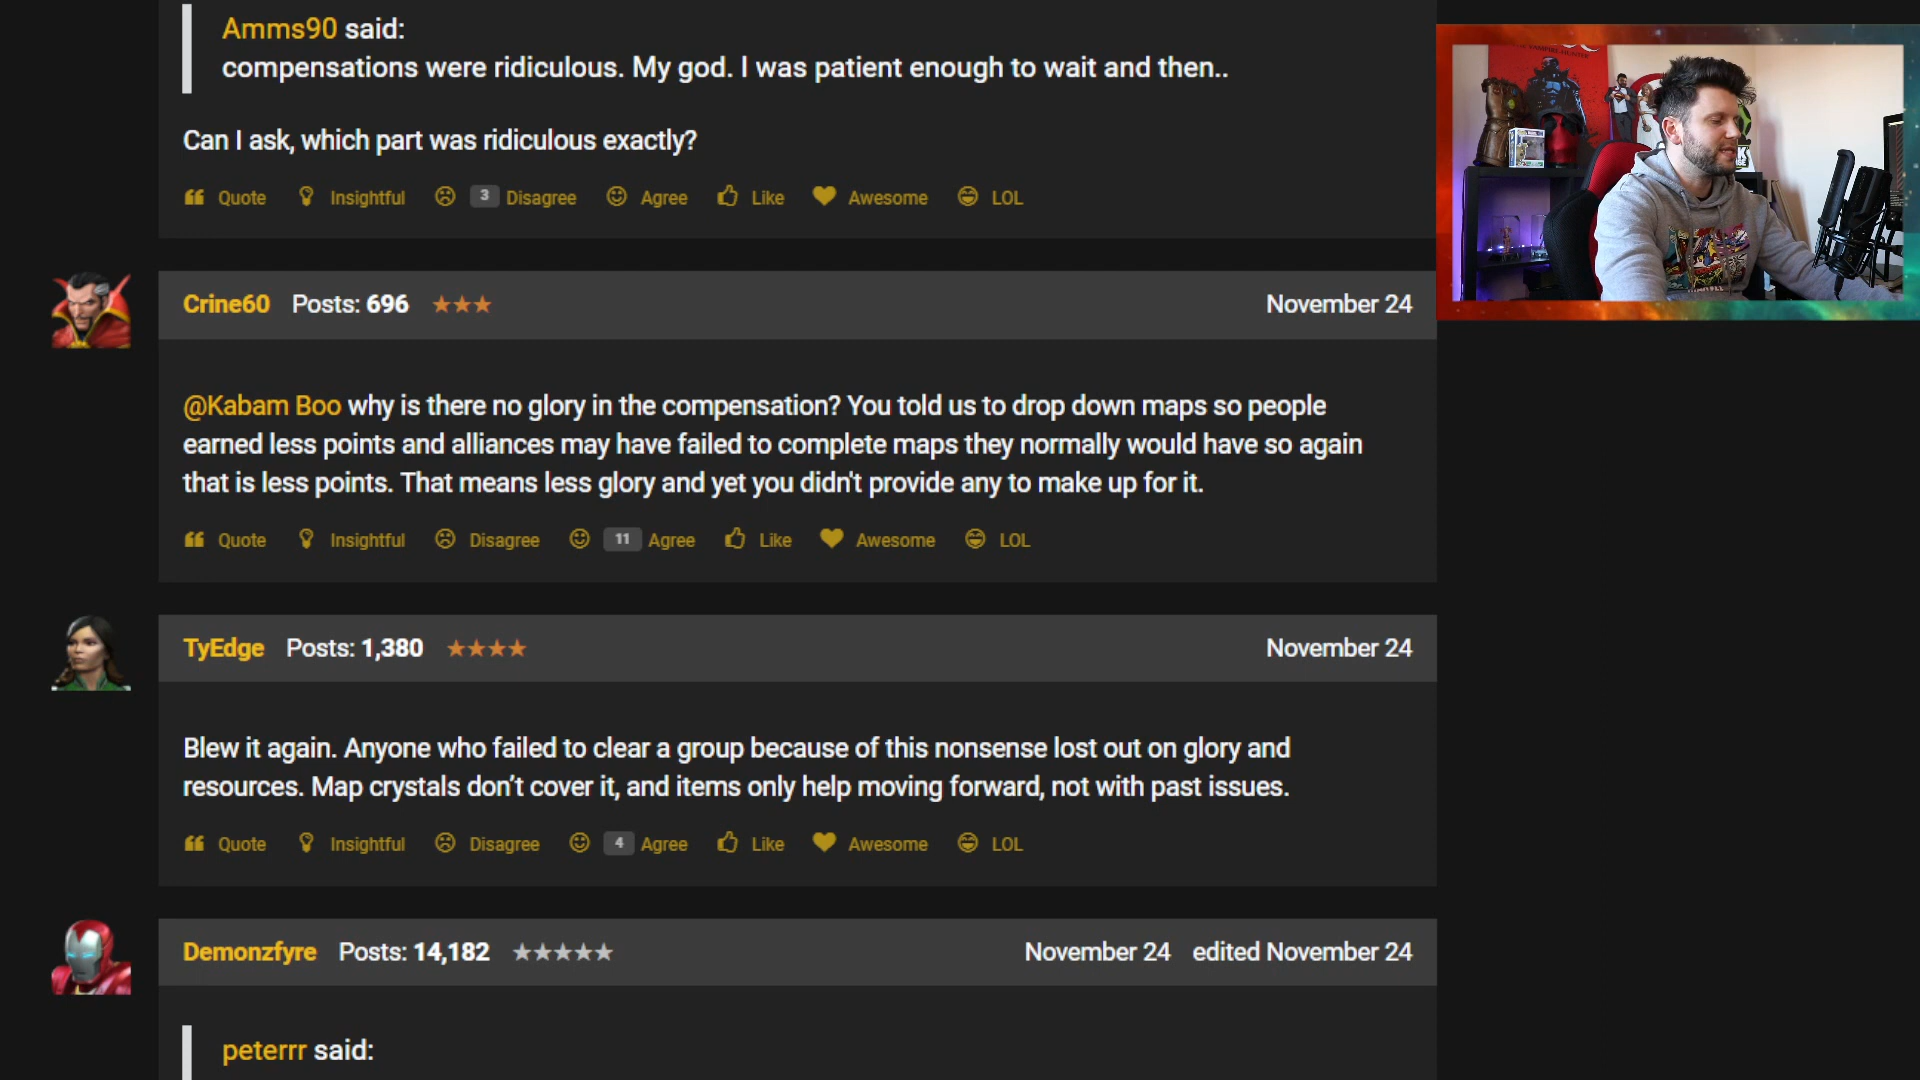 Amms90 said:
compensations were ridiculous. My god. I was patient enough to wait and then..
Can I ask, which part was ridiculous exactly?
Quote Insightful 3 Disagree Agree Like Awesome LOL
Crine60 Posts: 696 November 24
@Kabam Boo why is there no glory in the compensation? You told us to drop down maps so people
earned less points and alliances may have failed to complete maps they normally would have so again
that is less points. That means less glory and yet you didn't provide any to make up for it.
Quote Insightful Disagree 11 Agree Like Awesome LOL
TyEdge Posts: 1,380 November 24
Blew it again. Anyone who failed to clear a group because of this nonsense lost out on glory and
resources. Map crystals don’t cover it, and items only help moving forward, not with past issues.
Quote Insightful Disagree 4 Agree Like Awesome LOL
Demonzfyre Posts: 14,182 November 24 edited November 24
peterrr said: